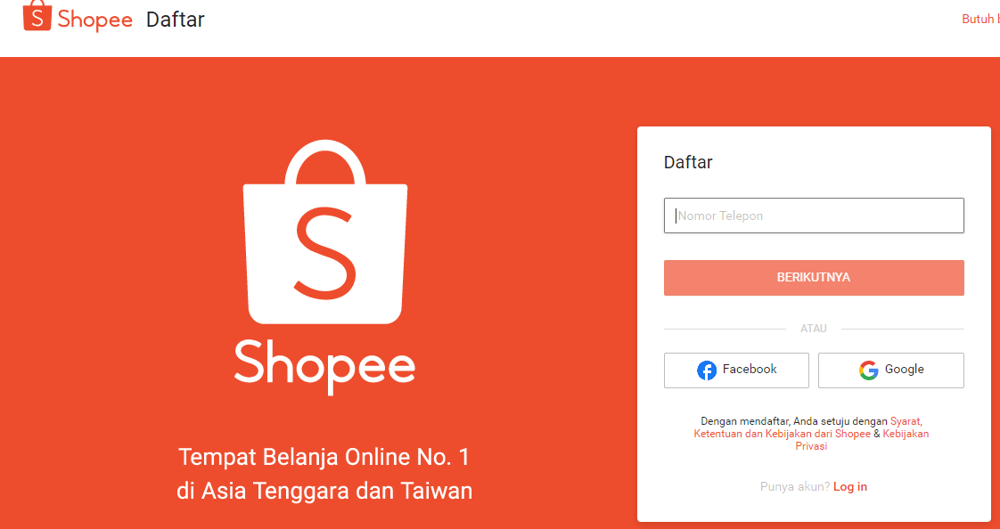 Shopee Daftar
Butuh
Shopee
Tempat Belanja Online No. 1
di Asia Tenggara dan Taiwan
Daftar
Nomor Telepon
BERIKUTNYA
ATAU
Facebook
Google
Dengan mendaftar, Anda setuju dengan Syarat,
Ketentuan dan Kebijakan dari Shopee & Kebijakan
Privasi
Punya akun? Log in